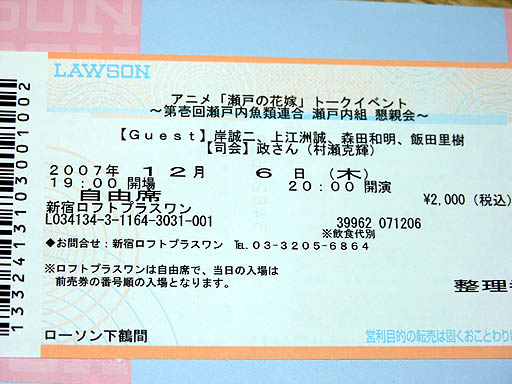 LAWSON
アニメ「瀬戸の花嫁」トークイベント
～第壱回瀬戸内魚類連合 瀬戸内組 懇親会～
【Guest】岸誠二、上江洲誠、森田和明、飯田里樹
【司会】政さん（村瀬克輝）
2007年 12月 6日（木）
19:00 開場 20:00 開演
自由席 ¥2,000（税込）
新宿ロフトプラスワン
L034134-3-1164-3031-001 39962 071206
※飲食代別
◆お問合せ：新宿ロフトプラスワン ℡03-3205-6864
※ロフトプラスワンは自由席で、当日の入場は
前売券の番号順の入場となります。
整理
ローソン下鶴間
営利目的の転売は固くおことわり
1332413103001002